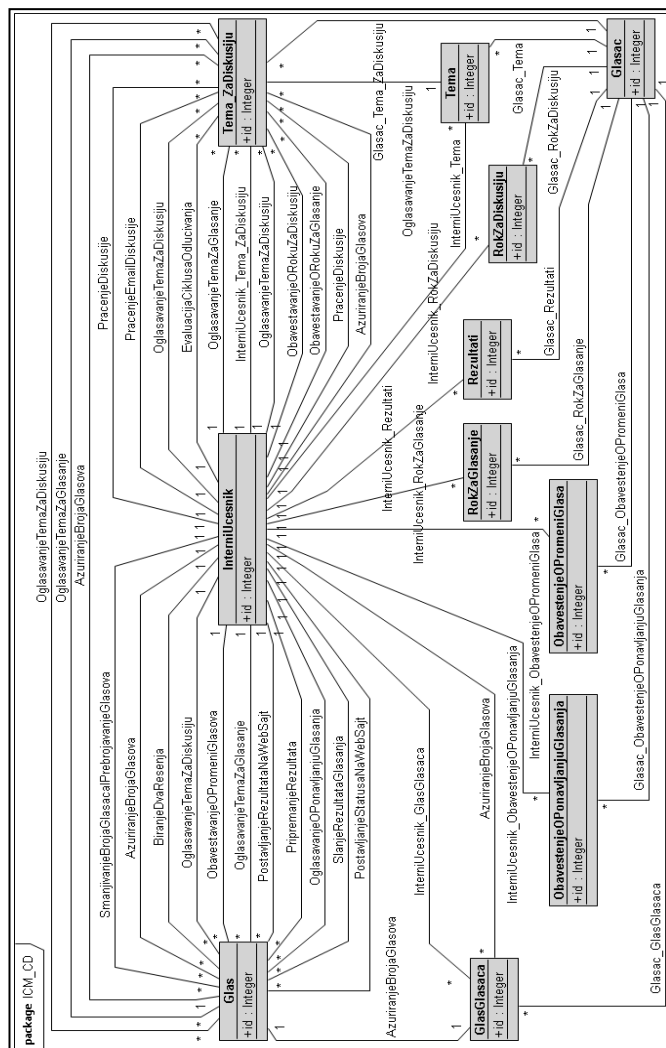 package ICM_CD
OglasavanjeTemaZaDiskusiju
OglasavanjeTemaZaGlasanje
AzuriranjeBrojaGlasova
SmanjivanjeBrojaGlasacaIPrebrojavanjeGlasova
AzuriranjeBrojaGlasova
BiranjeDvaResenja
OglasavanjeTemaZaDiskusiju
ObavestavanjeOPromeniGlasova
OglasavanjeTemaZaGlasanje
PostavljanjeRezultataNaWebSajt
PripremanjeRezultata
OglasavanjeOPonavljanjuGlasanja
SlanjeRezultataGlasanja
PostavljanjeStatusaNaWebSajt
PracenjeDiskusije
PracenjeEmailDiskusije
OglasavanjeTemaZaDiskusiju
EvaluacijaCiklusaOdlucivanja
OglasavanjeTemaZaGlasanje
InterniUcesnik_Tema_ZaDiskusiju
OglasavanjeTemaZaDiskusiju
ObavestavanjeORokuZaDiskusiju
ObavestavanjeORokuZaGlasanje
PracenjeDiskusije
AzuriranjeBrojaGlasova
Glas
+id : Integer
InterniUcesnik
+id : Integer
Tema_ZaDiskusiju
+id : Integer
Glasac_Tema_ZaDiskusiju
OglasavanjeTemaZaDiskusiju
InterniUcesnik_Tema
InterniUcesnik_RokZaDiskusiju
InterniUcesnik_Rezultati
InterniUcesnik_RokZaGlasanje
InterniUcesnik_ObavestenjeOPromeniGlasa
InterniUcesnik_ObavestenjeOPonavljanjuGlasanja
AzuriranjeBrojaGlasova
InterniUcesnik_GlasGlasaca
AzuriranjeBrojaGlasova
GlasGlasaca
+id : Integer
ObavestenjeOPonavljanjuGlasanja
+id : Integer
ObavestenjeOPromeniGlasa
+id : Integer
RokZaGlasanje
+id : Integer
Rezultati
+id : Integer
RokZaDiskusiju
+id : Integer
Tema
+id : Integer
Glasac_Tema
Glasac_RokZaDiskusiju
Glasac_Rezultati
Glasac_RokZaGlasanje
Glasac_ObavestenjeOPromeniGlasa
Glasac_ObavestenjeOPonavljanjuGlasanja
Glasac_GlasGlasaca
Glasac
+id : Integer